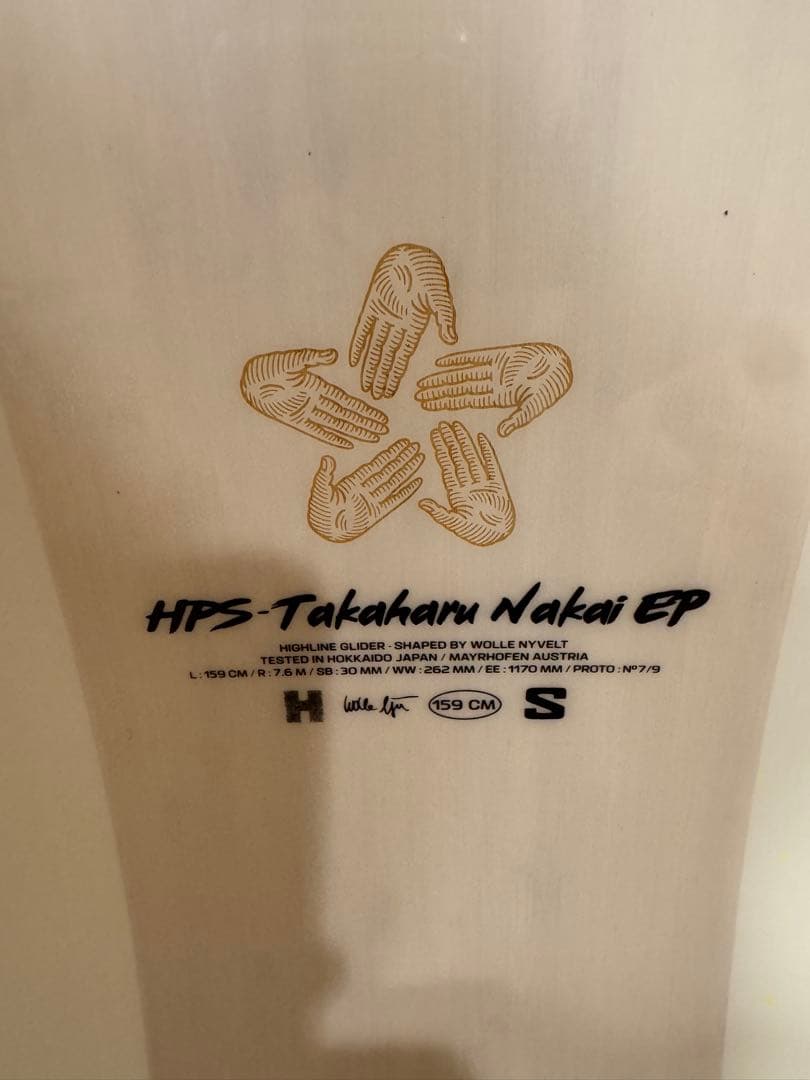 HPS-Takaharu Nakai EP
HIGHLINE GLIDER - SHAPED BY WOLLE NYVELT
TESTED IN HOKKAIDO JAPAN / MAYRHOFEN AUSTRIA
L : 159 CM / R : 7.6 M / SB : 30 MM / WW : 262 MM / EE : 1170 MM / PROTO : Nº7/9
H 159 CM S